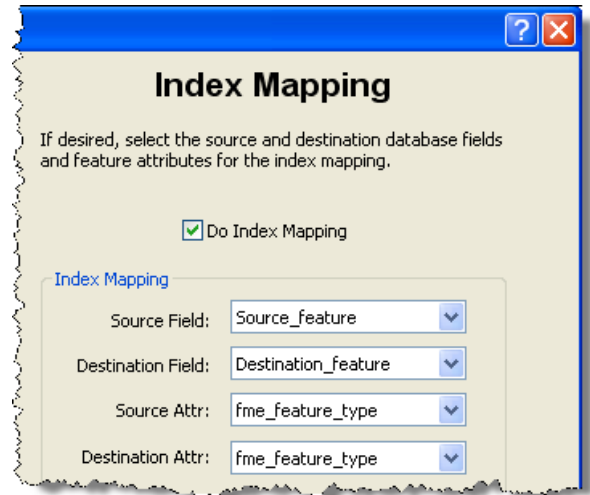 ?
Index Mapping
If desired, select the source and destination database fields
and feature attributes for the index mapping.
Do Index Mapping
Index Mapping
Source Field: Source_feature
Destination Field: Destination_feature
Source Attr: fme_feature_type
Destination Attr: fme_feature_type